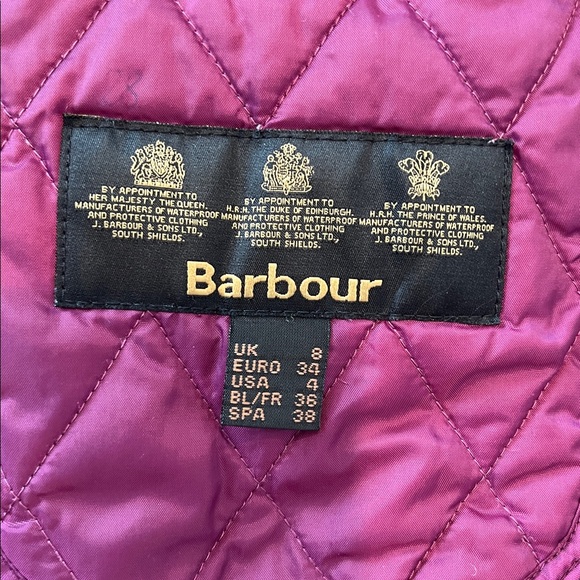 BY APPOINTMENT TO
HER MAJESTY THE QUEEN.
MANUFACTURERS OF WATERPROOF
AND PROTECTIVE CLOTHING
J. BARBOUR & SONS LTD.,
SOUTH SHIELDS.
BY APPOINTMENT TO
H.R.H. THE DUKE OF EDINBURGH.
MANUFACTURERS OF WATERPROOF
AND PROTECTIVE CLOTHING
J. BARBOUR & SONS LTD.,
SOUTH SHIELDS.
BY APPOINTMENT TO
H.R.H. THE PRINCE OF WALES.
MANUFACTURERS OF WATERPROOF
AND PROTECTIVE CLOTHING
J. BARBOUR & SONS LTD.,
SOUTH SHIELDS.
Barbour
UK 8
EURO 34
USA 4
BL/FR 36
SPA 38